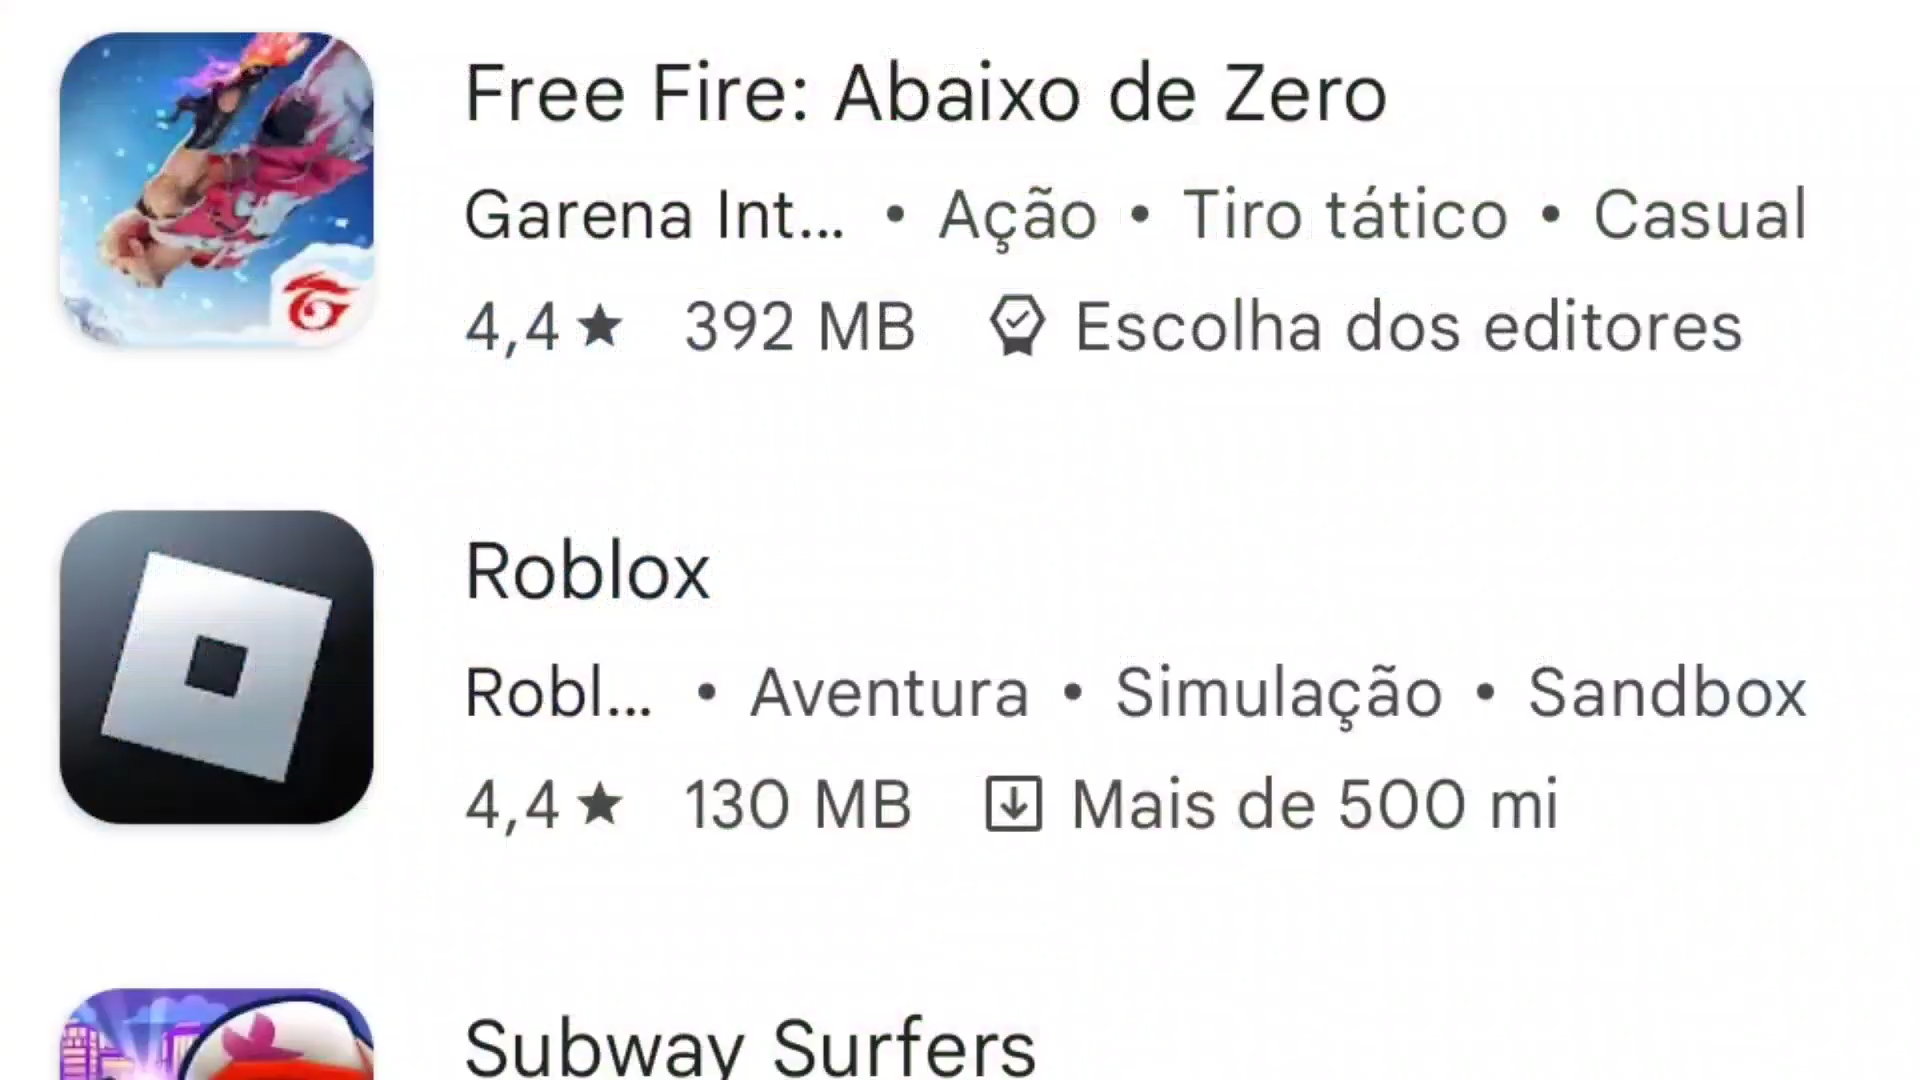 Free Fire: Abaixo de Zero
Garena Int... • Ação • Tiro tático • Casual
4,4★ 392 MB Escolha dos editores
Roblox
Robl... • Aventura • Simulação • Sandbox
4,4★ 130 MB Mais de 500 mi
Subway Surfers